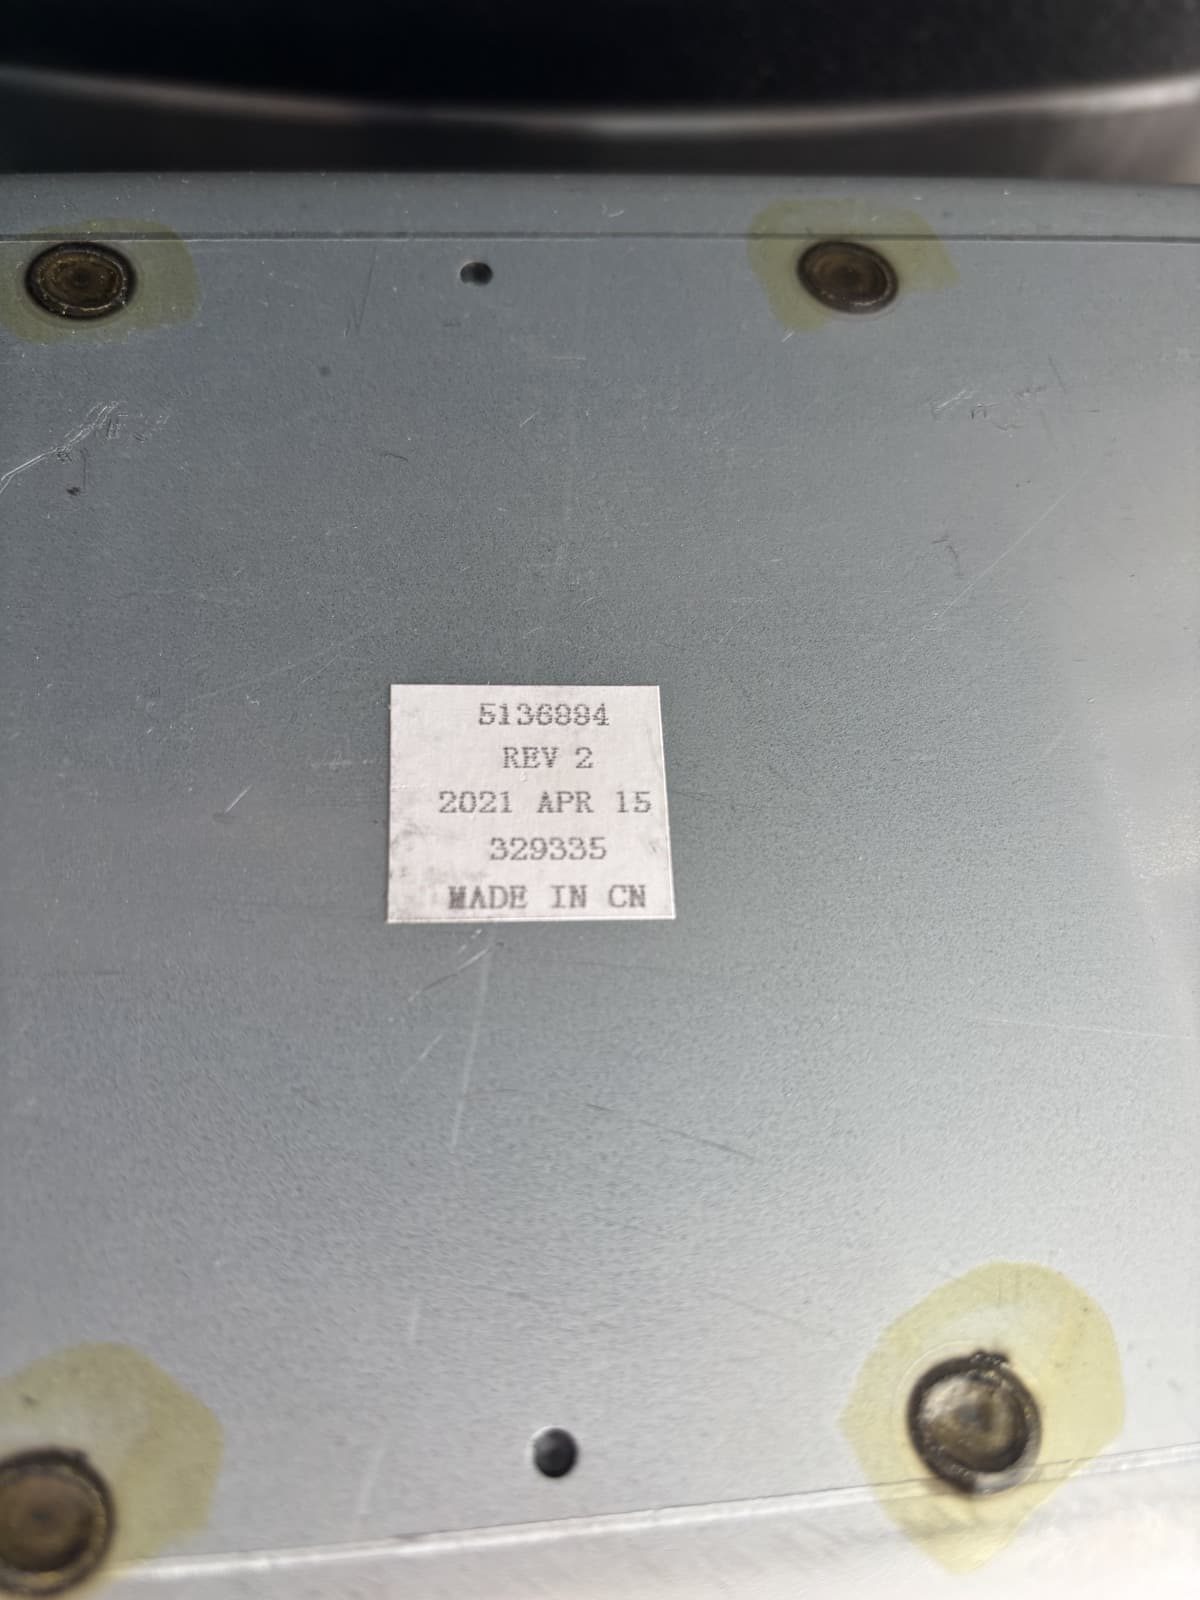 5136884
REV 2
2021 APR 15
329335
MADE IN CN